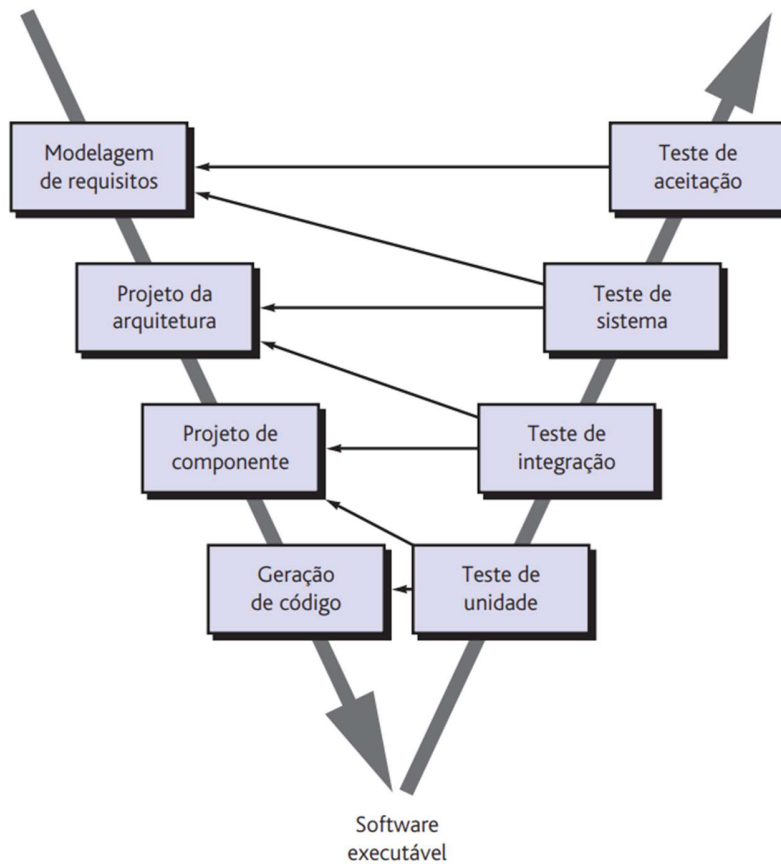 Modelagem
de requisitos
Teste de
aceitação
Projeto da
arquitetura
Teste de
sistema
Projeto de
componente
Teste de
integração
Geração
de código
Teste de
unidade
Software
executável